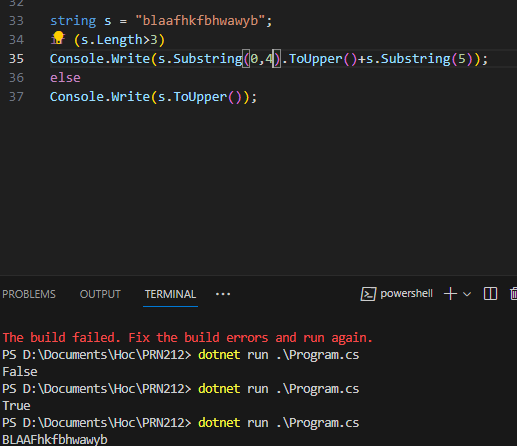 32
33 string s = "blaafhkfbhwawyb";
34 if (s.Length>3)
35 Console.Write(s.Substring(0,4).ToUpper()+s.Substring(5));
36 else
37 Console.Write(s.ToUpper());
PROBLEMS OUTPUT TERMINAL ... powershell
The build failed. Fix the build errors and run again.
PS D:\Documents\Hoc\PRN212> dotnet run .\Program.cs
False
PS D:\Documents\Hoc\PRN212> dotnet run .\Program.cs
True
PS D:\Documents\Hoc\PRN212> dotnet run .\Program.cs
BLAAFhkfbhwawyb